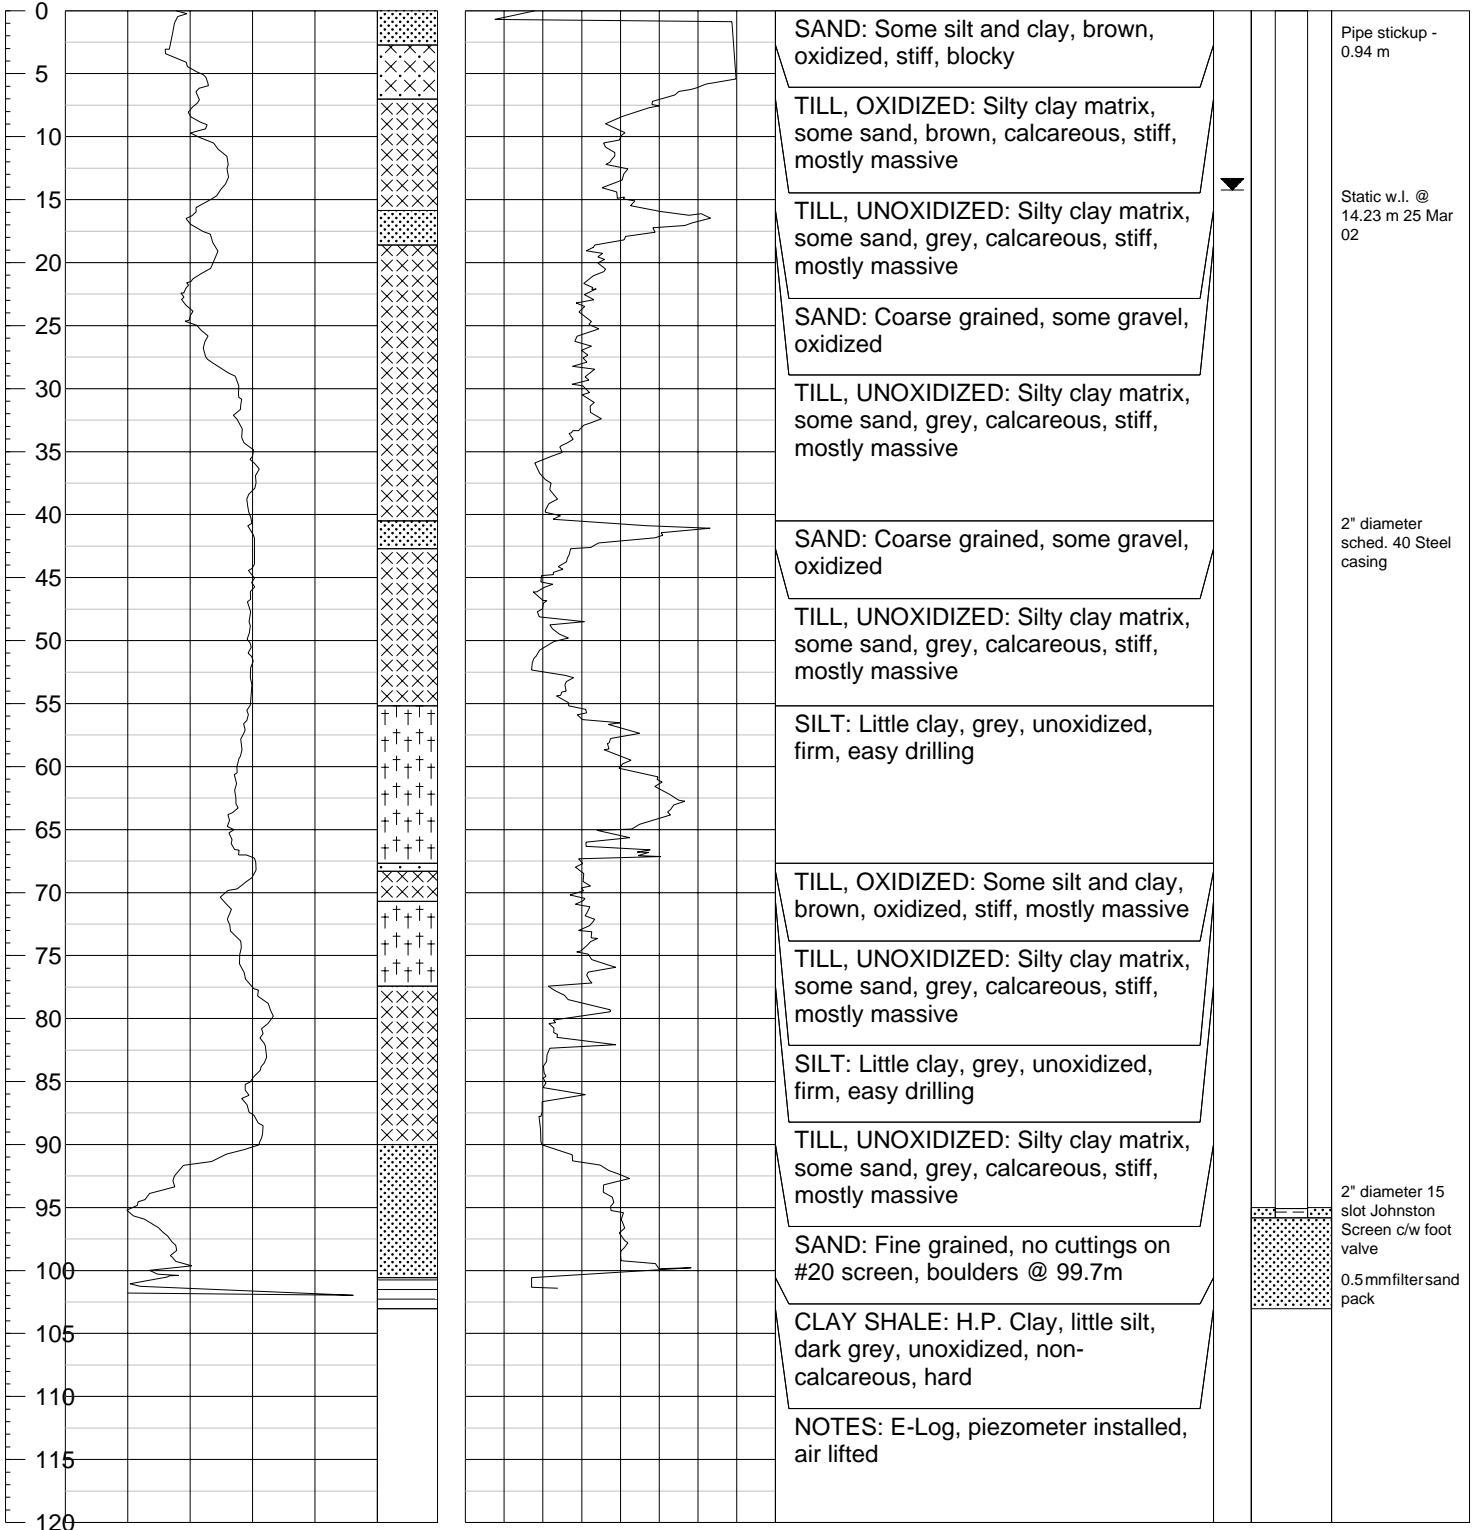 0
5
10
15
20
25
30
35
40
45
50
55
60
65
70
75
80
85
90
95
100
105
110
115
120
SAND: Some silt and clay, brown,
oxidized, stiff, blocky
TILL, OXIDIZED: Silty clay matrix,
some sand, brown, calcareous, stiff,
mostly massive
TILL, UNOXIDIZED: Silty clay matrix,
some sand, grey, calcareous, stiff,
mostly massive
SAND: Coarse grained, some gravel,
oxidized
TILL, UNOXIDIZED: Silty clay matrix,
some sand, grey, calcareous, stiff,
mostly massive
SAND: Coarse grained, some gravel,
oxidized
TILL, UNOXIDIZED: Silty clay matrix,
some sand, grey, calcareous, stiff,
mostly massive
SILT: Little clay, grey, unoxidized,
firm, easy drilling
TILL, OXIDIZED: Some silt and clay,
brown, oxidized, stiff, mostly massive
TILL, UNOXIDIZED: Silty clay matrix,
some sand, grey, calcareous, stiff,
mostly massive
SILT: Little clay, grey, unoxidized,
firm, easy drilling
TILL, UNOXIDIZED: Silty clay matrix,
some sand, grey, calcareous, stiff,
mostly massive
SAND: Fine grained, no cuttings on
#20 screen, boulders @ 99.7m
CLAY SHALE: H.P. Clay, little silt,
dark grey, unoxidized, non-
calcareous, hard
NOTES: E-Log, piezometer installed,
air lifted
Pipe stickup -
0.94 m
Static w.l. @
14.23 m 25 Mar
02
2" diameter
sched. 40 Steel
casing
2" diameter 15
slot Johnston
Screen c/w foot
valve
0.5 mm filter sand
pack